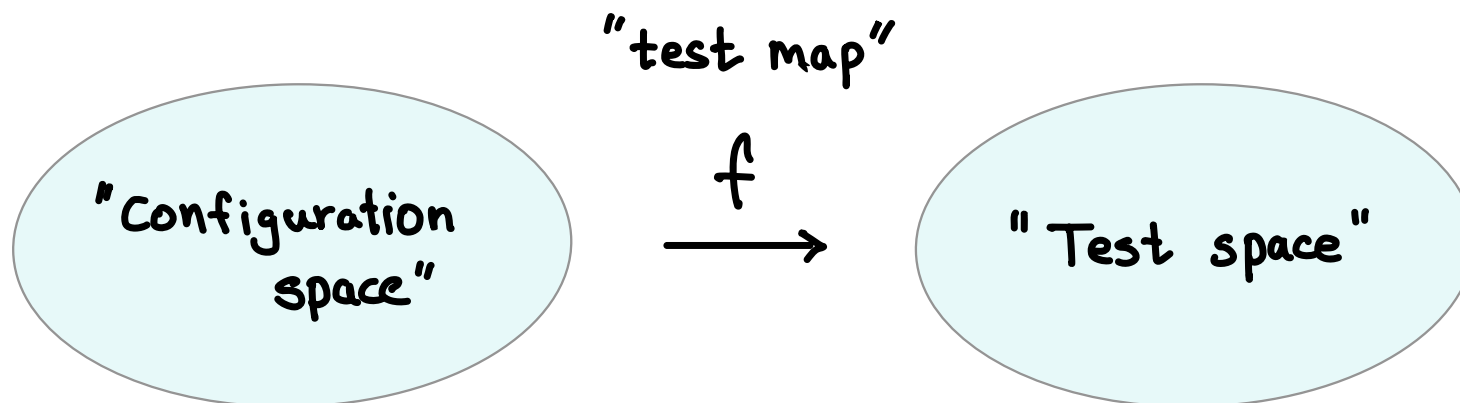 "test map"
f
"Configuration
space"
"Test space"